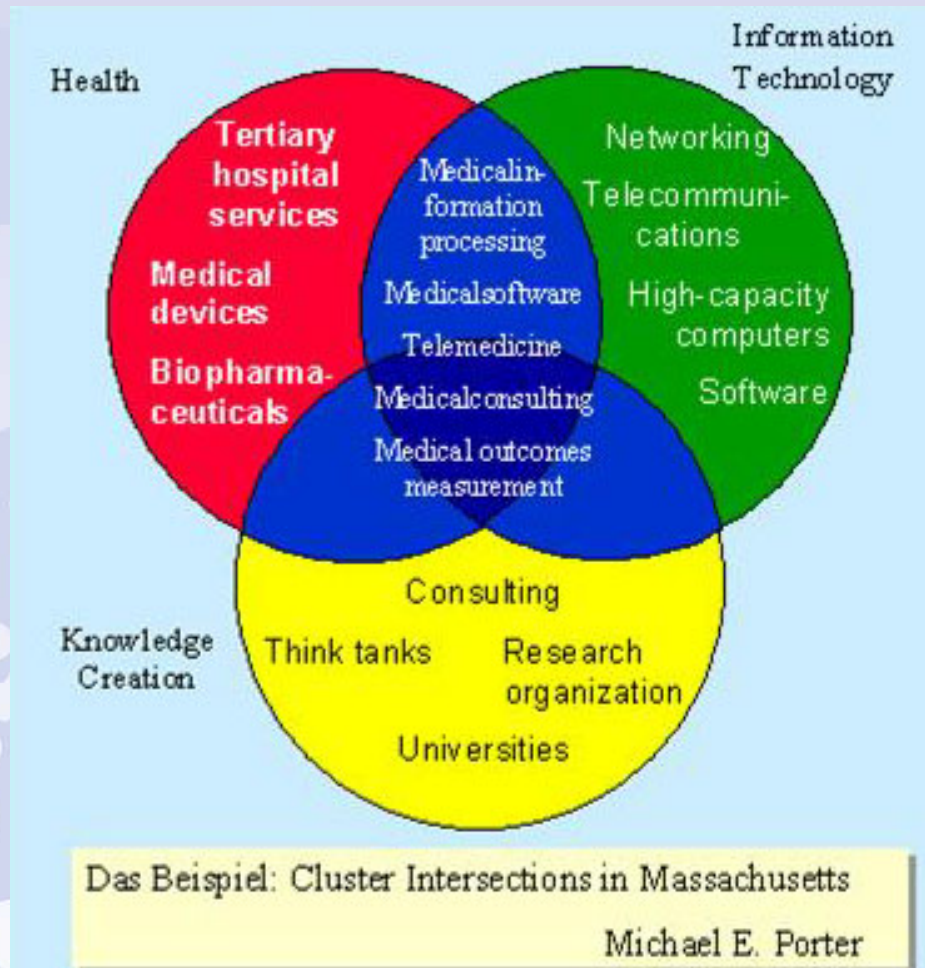 Health
Information
Technology
Tertiary
hospital
services
Medical
devices
Biopharma-
ceuticals
Medicalin-
formation
processing
Medicalsoftware
Telemedicine
Medicalconsulting
Medical outcomes
measurement
Networking
Telecommuni-
cations
High-capacity
computers
Software
Knowledge
Creation
Consulting
Think tanks
Research
organization
Universities
Das Beispiel: Cluster Intersections in Massachusetts
Michael E. Porter